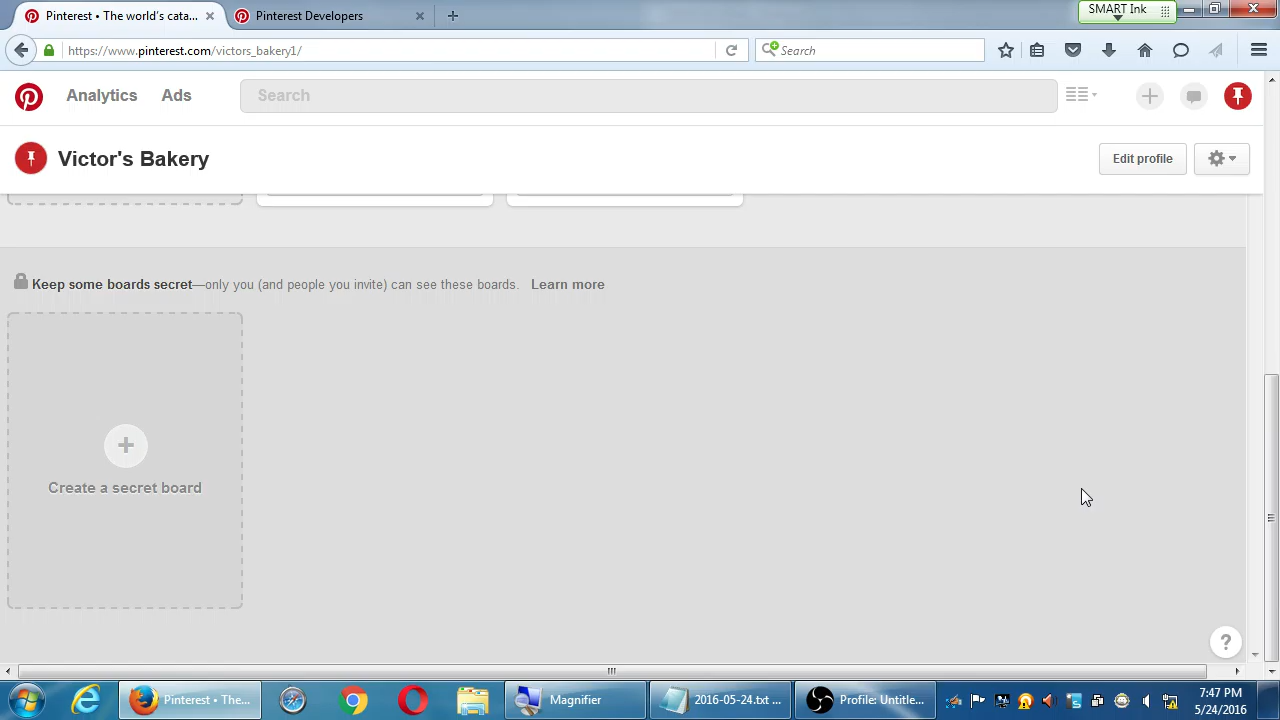 Pinterest • The world's cata...
Pinterest Developers
SMART Ink
https://www.pinterest.com/victors_bakery1/
Search
Analytics
Ads
Search
Victor's Bakery
Edit profile
Keep some boards secret—only you (and people you invite) can see these boards. Learn more
Create a secret board
?
Pinterest • The...
Magnifier
2016-05-24.txt ...
Profile: Untitle...
7:47 PM
5/24/2016